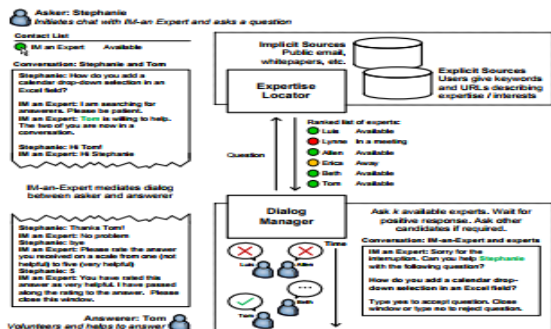 Asker: Stephanie
Initiates chat with IM-an Expert and asks a question
Contact List
IM an Expert Available
Conversation: Stephanie and Tom
Stephanie: How do you add a
calendar drop-down selection in an
Excel field?
IM an Expert: I am searching for
answers. Please be patient.
IM an Expert: Tom is willing to help.
The two of you are now in a
conversation.
Stephanie: Hi Tom!
IM an Expert: Hi Stephanie
IM-an-Expert mediates dialog
between asker and answerer
Stephanie: Thanks Tom!
IM an Expert: No problem
Stephanie: bye
IM an Expert: Please rate the answer
you received on a scale from one (not
helpful) to five (very helpful)
Stephanie: 5
IM an Expert: You have rated this
answer as very helpful. I have passed
along the rating to the answer. Please
close this window.
Answerer: Tom
Volunteers and helps to answer
Implicit Sources
Public email,
whitepapers, etc.
Explicit Sources
Users give keywords
and URLs describing
expertise / interests
Expertise
Locator
Question
Ranked list of experts:
Luis Available
Lynne In a meeting
Allen Available
Erica Away
Beth Available
Tom Available
Dialog
Manager
Time
Luis
Allen
Tom
Beth
Ask k available experts. Wait for
positive response. Ask other
candidates if required.
Conversation: IM-an-Expert and experts
IM an Expert: Sorry for the
interruption. Can you help Stephanie
with the following question?
How do you add a calendar drop-
down selection in an Excel field?
Type yes to accept question. Close
window or type no to reject question.